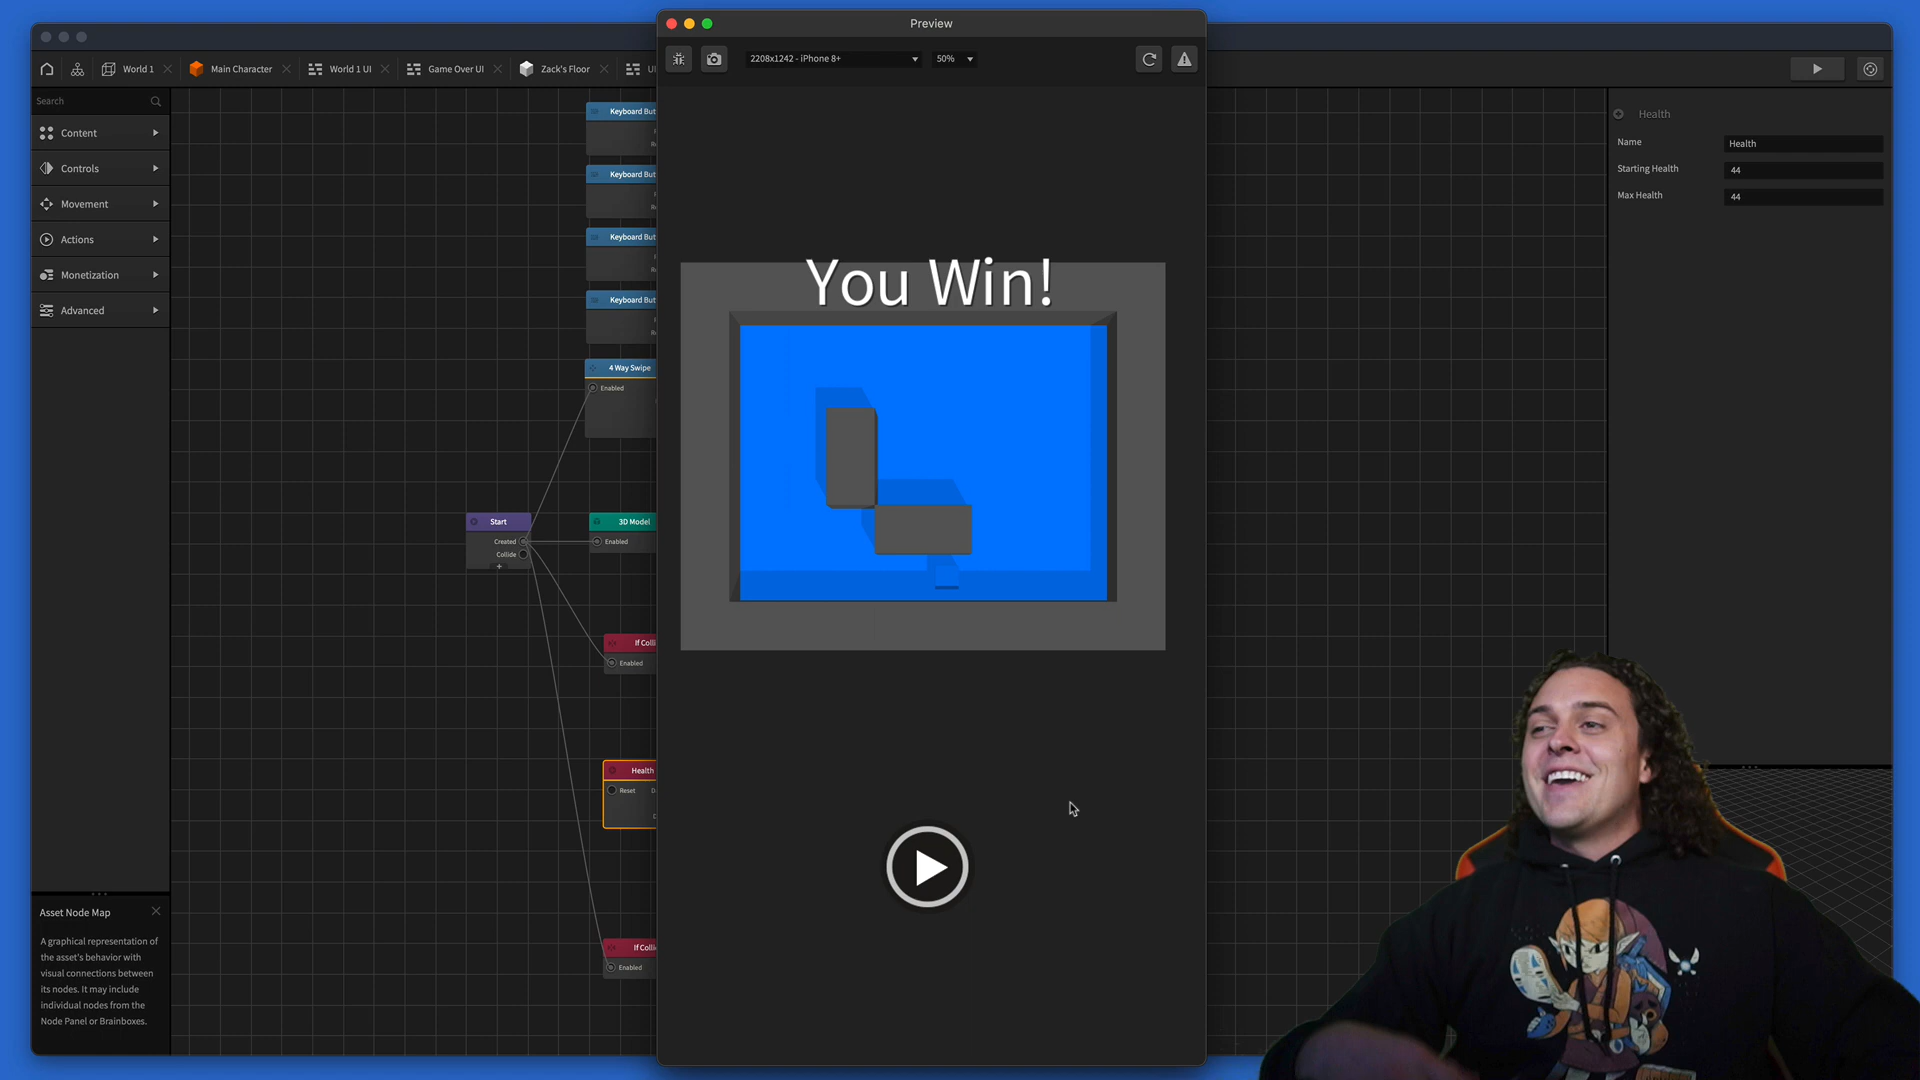 Preview
2208x1242 - iPhone 8+
50%
World 1
Main Character
World 1 UI
Game Over UI
Zack's Floor
Search
Content
Controls
Movement
Actions
Monetization
Advanced
Keyboard But
Keyboard But
Keyboard But
Keyboard But
4 Way Swipe
Enabled
Start
Created
Collide
+
3D Model
Enabled
If Colli
Enabled
Health
Reset
If Colli
Enabled
You Win!
Health
Name
Health
Starting Health
44
Max Health
44
Asset Node Map
A graphical representation of
the asset's behavior with
visual connections between
its nodes. It may include
individual nodes from the
Node Panel or Brainboxes.